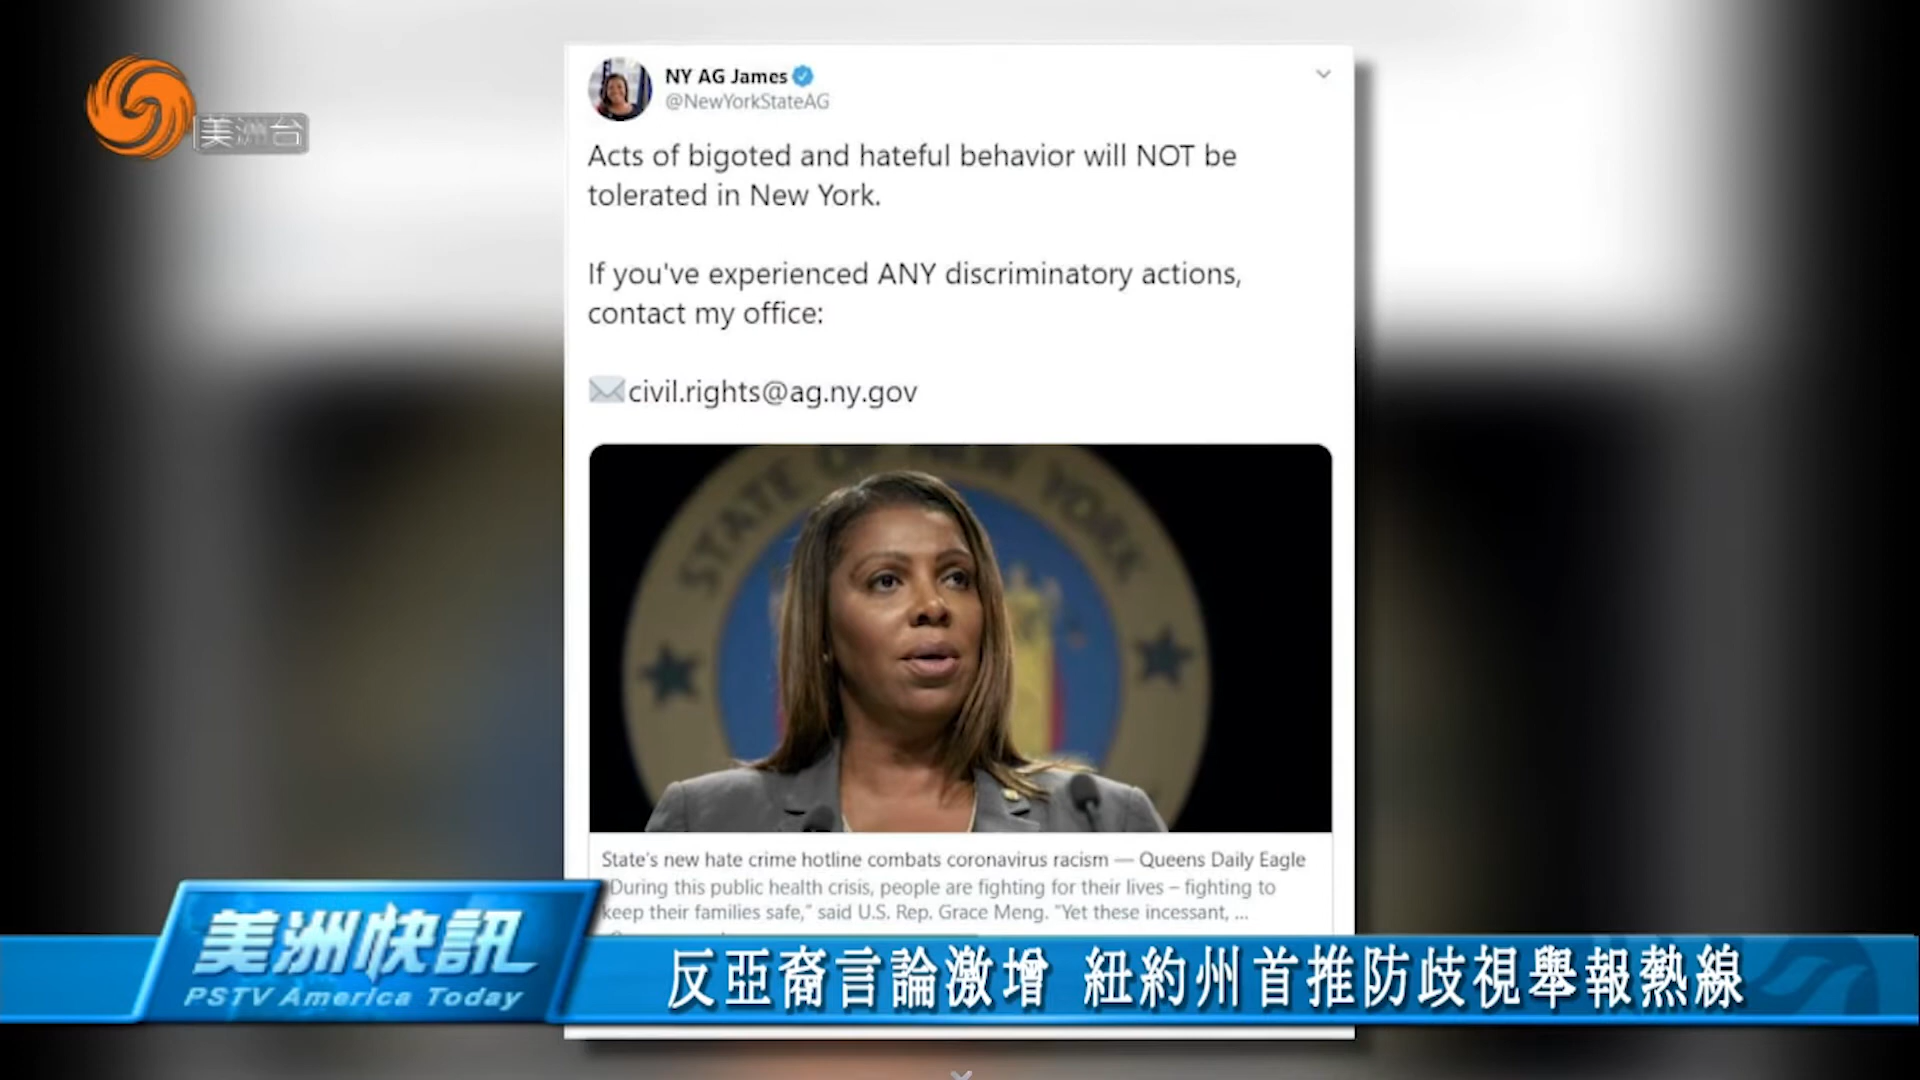 美洲台
NY AG James
@NewYorkStateAG
Acts of bigoted and hateful behavior will NOT be
tolerated in New York.
If you've experienced ANY discriminatory actions,
contact my office:
civil.rights@ag.ny.gov
STATE OF NEW YORK
State's new hate crime hotline combats coronavirus racism — Queens Daily Eagle
"During this public health crisis, people are fighting for their lives – fighting to
keep their families safe," said U.S. Rep. Grace Meng. "Yet these incessant, ...
美洲快訊
PSTV America Today
反亞裔言論激增 紐約州首推防歧視舉報熱線